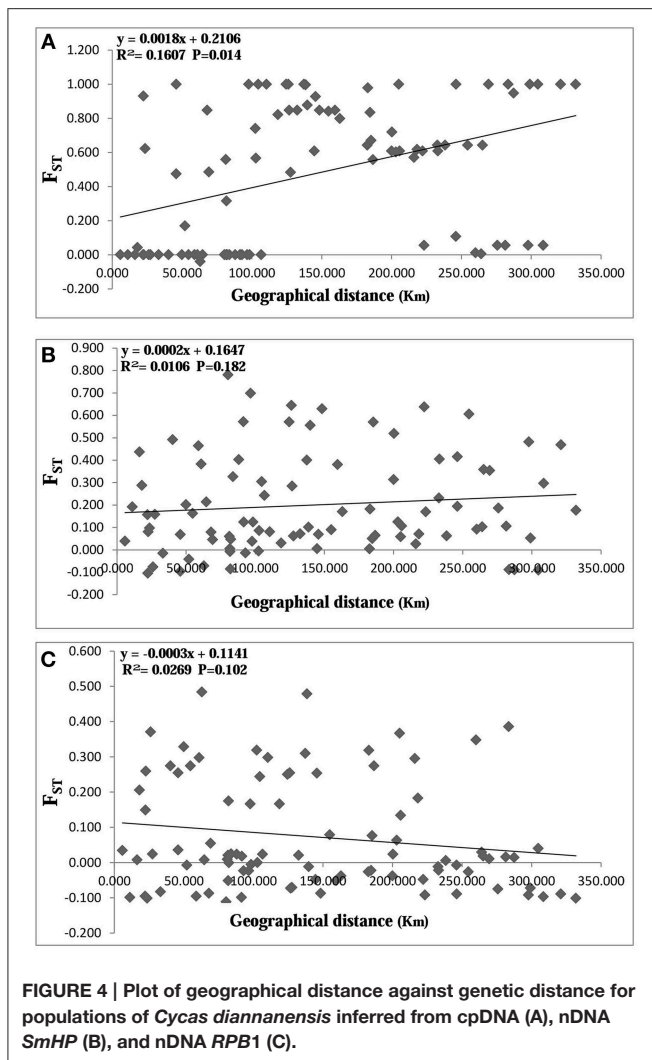 A
y = 0.0018x + 0.2106
R²= 0.1607 P=0.014
1.200
1.000
0.800
0.600
0.400
0.200
0.000
-0.200
FST
0.000 50.000 100.000 150.000 200.000 250.000 300.000 350.000
Geographical distance (Km)
B
y = 0.0002x + 0.1647
R²= 0.0106 P=0.182
0.900
0.800
0.700
0.600
0.500
0.400
0.300
0.200
0.100
0.000
-0.100
-0.200
FST
0.000 50.000 100.000 150.000 200.000 250.000 300.000 350.000
Geographical distance (Km)
C
y = -0.0003x + 0.1141
R²= 0.0269 P=0.102
0.600
0.500
0.400
0.300
0.200
0.100
0.000
-0.100
-0.200
FST
0.000 50.000 100.000 150.000 200.000 250.000 300.000 350.000
Geographical distance (Km)
FIGURE 4 | Plot of geographical distance against genetic distance for
populations of Cycas diannanensis inferred from cpDNA (A), nDNA
SmHP (B), and nDNA RPB1 (C).